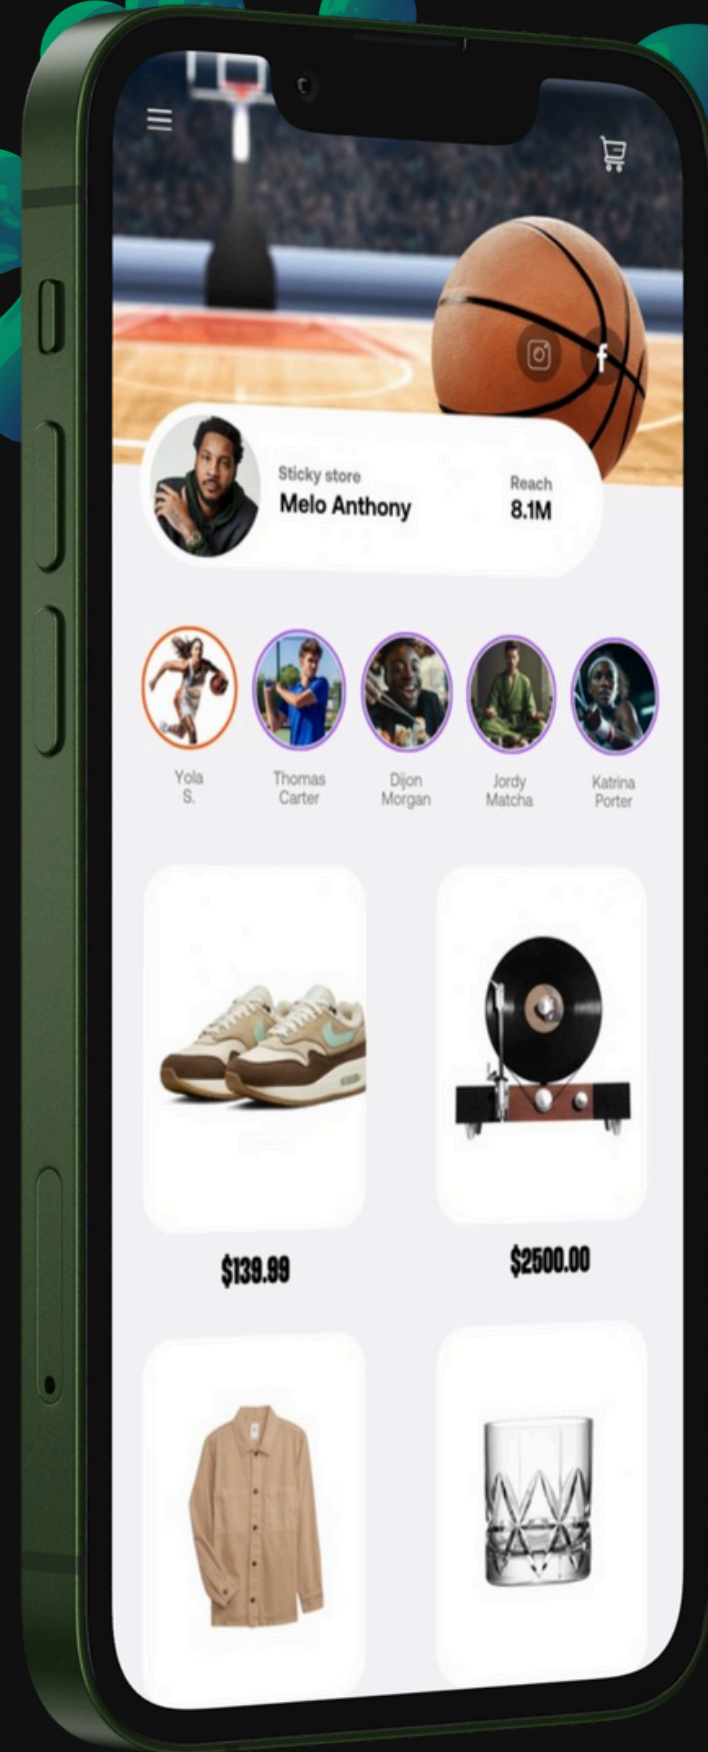 Sticky store
Melo Anthony
Reach
8.1M
Yola
S.
Thomas
Carter
Dijon
Morgan
Jordy
Matcha
Katrina
Porter
$139.99
$2500.00